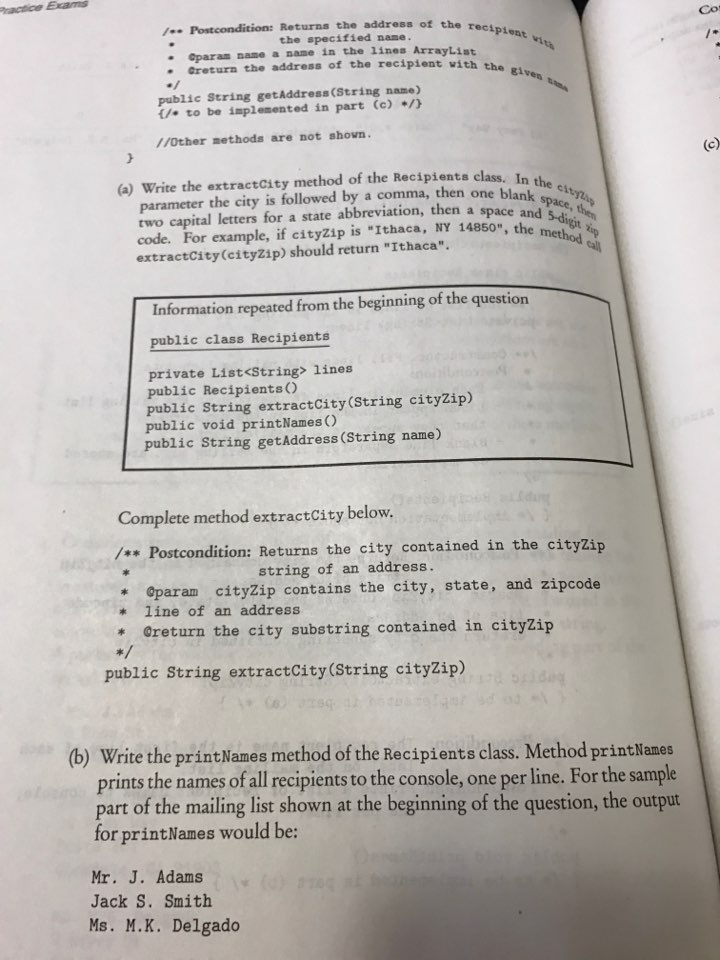 Practice Exams
/** Postcondition: Returns the address of the recipient with
* the specified name.
* @param name a name in the lines ArrayList
* @return the address of the recipient with the given name
*/
public String getAddress(String name)
{/* to be implemented in part (c) */}
//Other methods are not shown.
}
(a) Write the extractCity method of the Recipients class. In the cityZip
parameter the city is followed by a comma, then one blank space, then
two capital letters for a state abbreviation, then a space and 5-digit zip
code. For example, if cityZip is "Ithaca, NY 14850", the method call
extractCity(cityZip) should return "Ithaca".
Information repeated from the beginning of the question
public class Recipients
private List<String> lines
public Recipients()
public String extractCity(String cityZip)
public void printNames()
public String getAddress(String name)
Complete method extractCity below.
/** Postcondition: Returns the city contained in the cityZip
* string of an address.
* @param cityZip contains the city, state, and zipcode
* line of an address
* @return the city substring contained in cityZip
*/
public String extractCity(String cityZip)
(b) Write the printNames method of the Recipients class. Method printNames
prints the names of all recipients to the console, one per line. For the sample
part of the mailing list shown at the beginning of the question, the output
for printNames would be:
Mr. J. Adams
Jack S. Smith
Ms. M.K. Delgado
/*
(c)